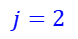 j = 2